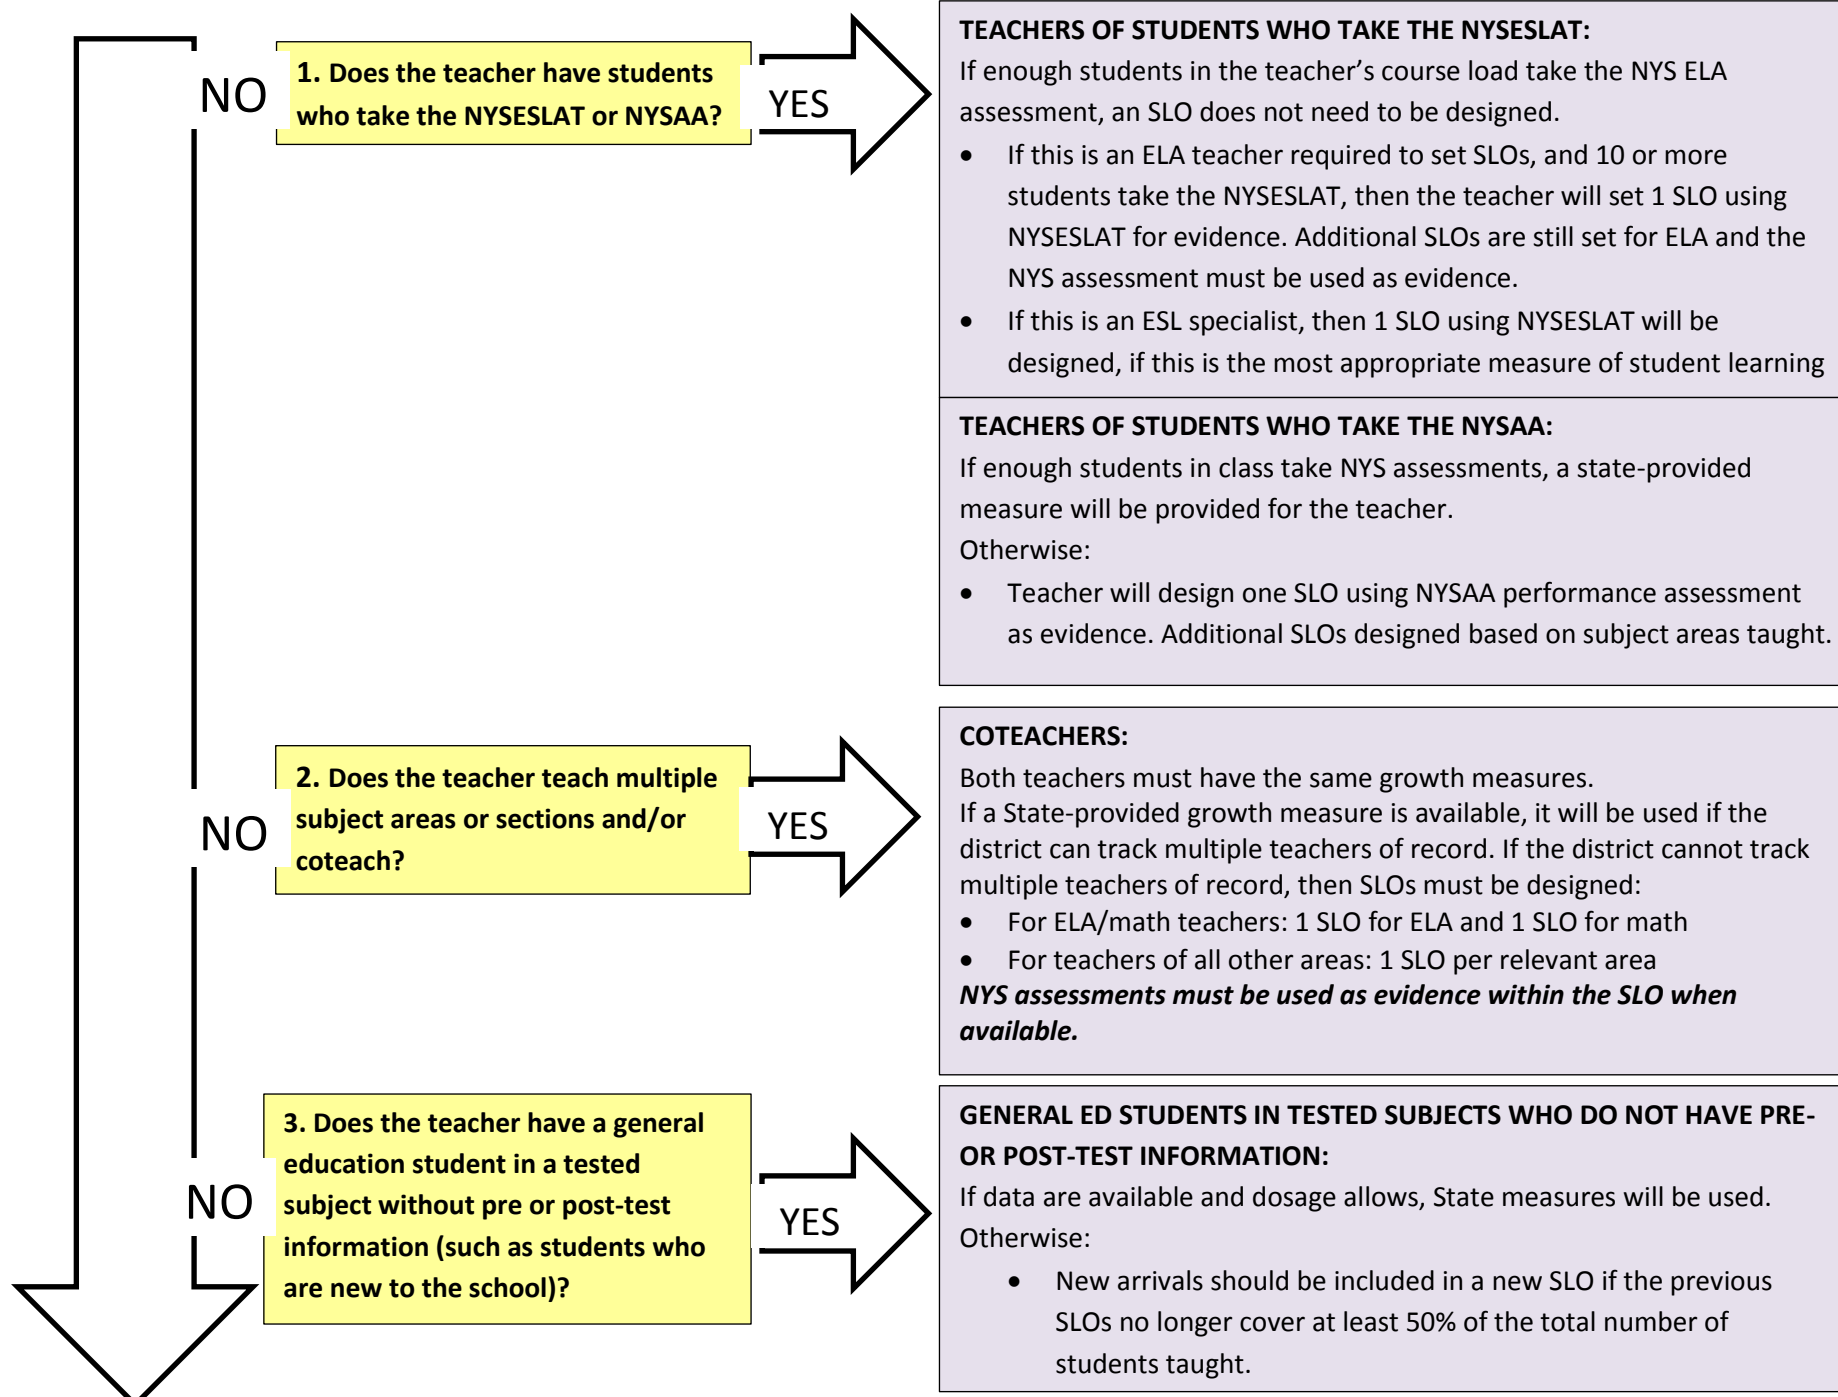 NO
1. Does the teacher have students
who take the NYSESLAT or NYSAA?
YES
TEACHERS OF STUDENTS WHO TAKE THE NYSESLAT:
If enough students in the teacher’s course load take the NYS ELA
assessment, an SLO does not need to be designed.
• If this is an ELA teacher required to set SLOs, and 10 or more
students take the NYSESLAT, then the teacher will set 1 SLO using
NYSESLAT for evidence. Additional SLOs are still set for ELA and the
NYS assessment must be used as evidence.
• If this is an ESL specialist, then 1 SLO using NYSESLAT will be
designed, if this is the most appropriate measure of student learning
TEACHERS OF STUDENTS WHO TAKE THE NYSAA:
If enough students in class take NYS assessments, a state-provided
measure will be provided for the teacher.
Otherwise:
• Teacher will design one SLO using NYSAA performance assessment
as evidence. Additional SLOs designed based on subject areas taught.
NO
2. Does the teacher teach multiple
subject areas or sections and/or
coteach?
YES
COTEACHERS:
Both teachers must have the same growth measures.
If a State-provided growth measure is available, it will be used if the
district can track multiple teachers of record. If the district cannot track
multiple teachers of record, then SLOs must be designed:
• For ELA/math teachers: 1 SLO for ELA and 1 SLO for math
• For teachers of all other areas: 1 SLO per relevant area
NYS assessments must be used as evidence within the SLO when
available.
NO
3. Does the teacher have a general
education student in a tested
subject without pre or post-test
information (such as students who
are new to the school)?
YES
GENERAL ED STUDENTS IN TESTED SUBJECTS WHO DO NOT HAVE PRE-
OR POST-TEST INFORMATION:
If data are available and dosage allows, State measures will be used.
Otherwise:
• New arrivals should be included in a new SLO if the previous
SLOs no longer cover at least 50% of the total number of
students taught.